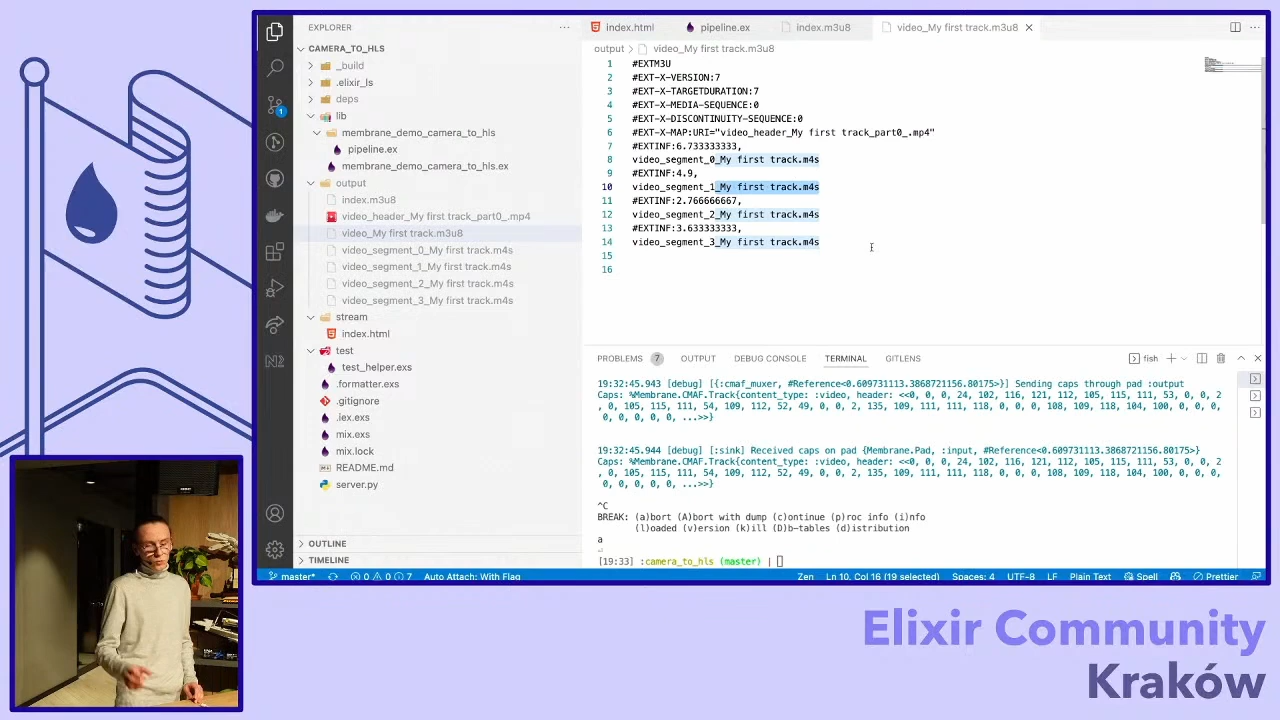 EXPLORER
CAMERA_TO_HLS
_build
.elixir_ls
deps
lib
membrane_demo_camera_to_hls
pipeline.ex
membrane_demo_camera_to_hls.ex
output
index.m3u8
video_header_My first track_part0_.mp4
video_My first track.m3u8
video_segment_0_My first track.m4s
video_segment_1_My first track.m4s
video_segment_2_My first track.m4s
video_segment_3_My first track.m4s
stream
index.html
test
test_helper.exs
.formatter.exs
.gitignore
.iex.exs
mix.exs
mix.lock
README.md
server.py
OUTLINE
TIMELINE
index.html pipeline.ex index.m3u8 video_My first track.m3u8
output > video_My first track.m3u8
1 #EXTM3U
2 #EXT-X-VERSION:7
3 #EXT-X-TARGETDURATION:7
4 #EXT-X-MEDIA-SEQUENCE:0
5 #EXT-X-DISCONTINUITY-SEQUENCE:0
6 #EXT-X-MAP:URI="video_header_My first track_part0_.mp4"
7 #EXTINF:6.733333333,
8 video_segment_0_My first track.m4s
9 #EXTINF:4.9,
10 video_segment_1_My first track.m4s
11 #EXTINF:2.766666667,
12 video_segment_2_My first track.m4s
13 #EXTINF:3.633333333,
14 video_segment_3_My first track.m4s
15
16
PROBLEMS 7 OUTPUT DEBUG CONSOLE TERMINAL GITLENS fish
19:32:45.943 [debug] [{:cmaf_muxer, #Reference<0.609731113.3868721156.80175>}] Sending caps through pad :output
Caps: %Membrane.CMAF.Track{content_type: :video, header: <<0, 0, 0, 24, 102, 116, 121, 112, 105, 115, 111, 53, 0, 0, 2
, 0, 105, 115, 111, 54, 109, 112, 52, 49, 0, 0, 2, 135, 109, 111, 111, 118, 0, 0, 0, 108, 109, 118, 104, 100, 0, 0, 0,
0, 0, 0, 0, 0, ...>>}
19:32:45.944 [debug] [:sink] Received caps on pad {Membrane.Pad, :input, #Reference<0.609731113.3868721156.80175>}
Caps: %Membrane.CMAF.Track{content_type: :video, header: <<0, 0, 0, 24, 102, 116, 121, 112, 105, 115, 111, 53, 0, 0, 2
, 0, 105, 115, 111, 54, 109, 112, 52, 49, 0, 0, 2, 135, 109, 111, 111, 118, 0, 0, 0, 108, 109, 118, 104, 100, 0, 0, 0,
0, 0, 0, 0, 0, ...>>}
^C
BREAK: (a)bort (A)bort with dump (c)ontinue (p)roc info (i)nfo
(l)oaded (v)ersion (k)ill (D)b-tables (d)istribution
a
[19:33] :camera_to_hls (master) |
master* 0 0 7 Auto Attach: With Flag Zen Ln 10, Col 16 (19 selected) Spaces: 4 UTF-8 LF Plain Text Spell Prettier
Elixir Community
Kraków